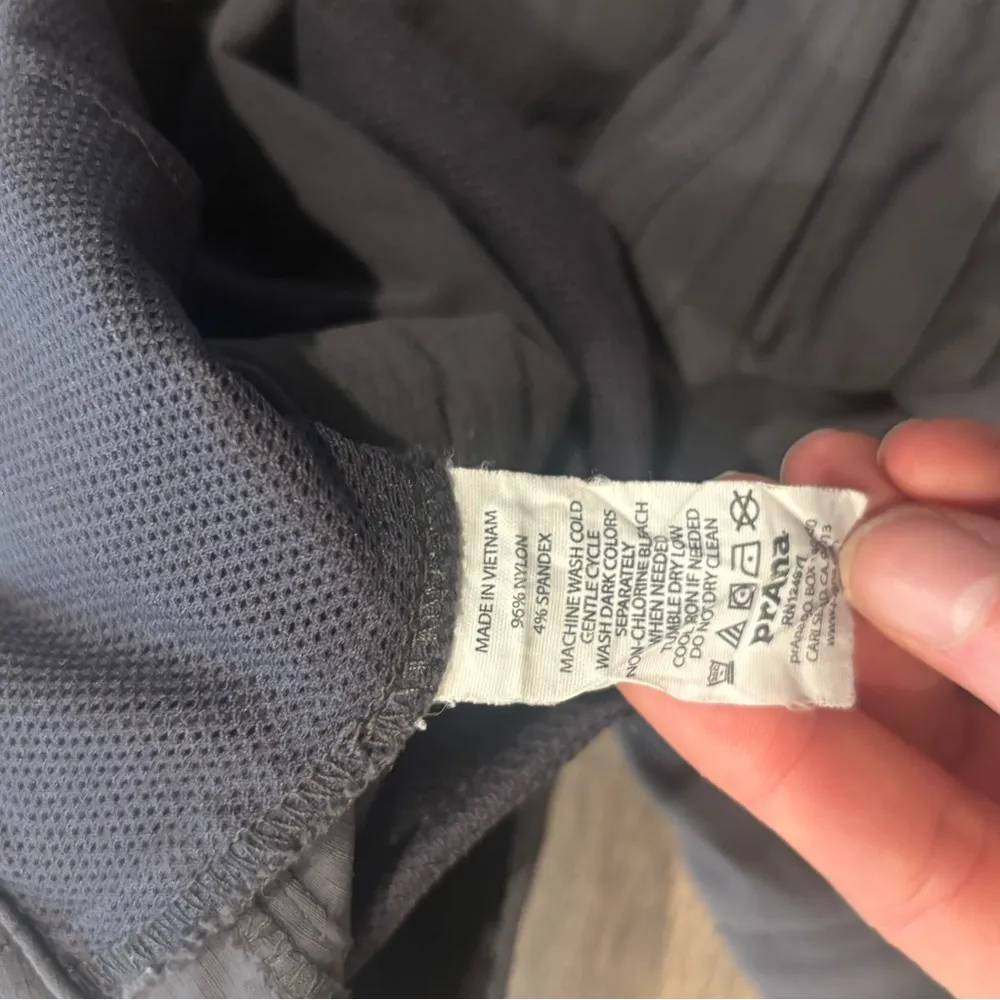 MADE IN VIETNAM
96% NYLON
4% SPANDEX
MACHINE WASH COLD
GENTLE CYCLE
WASH DARK COLORS
SEPARATELY
NON-CHLORINE BLEACH
WHEN NEEDED
TUMBLE DRY LOW
COOL IRON IF NEEDED
DO NOT DRY CLEAN
prAna
CARLSBAD, CA